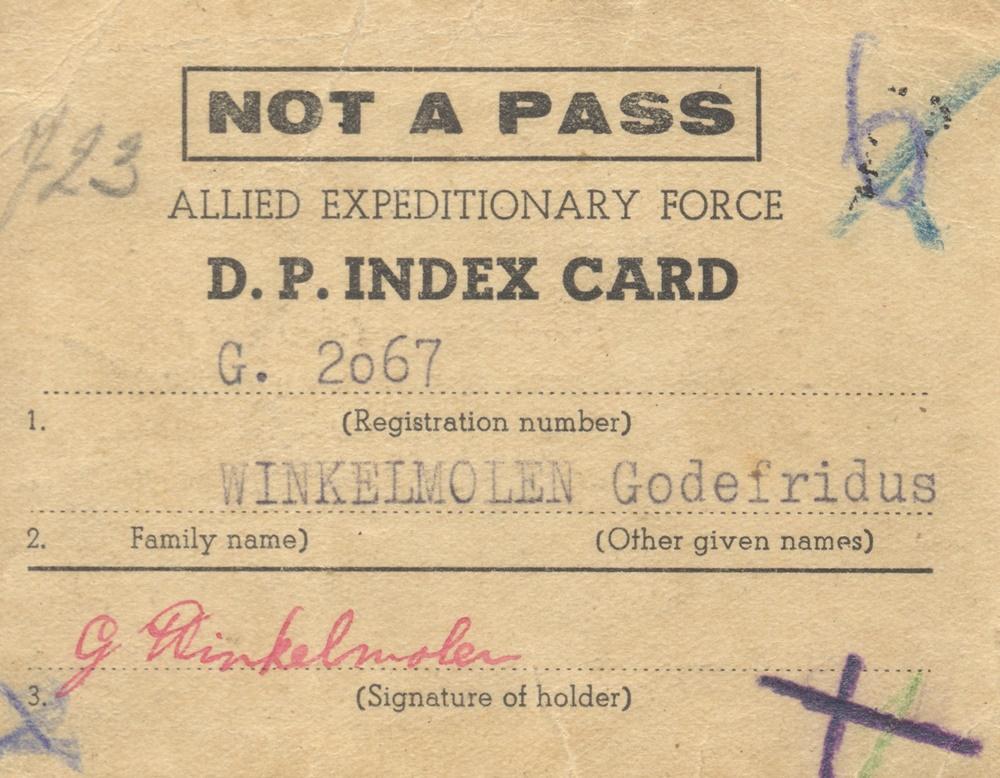 NOT A PASS
723
ALLIED EXPEDITIONARY FORCE
D. P. INDEX CARD
G. 2o67
1. (Registration number)
WINKELMOLEN Godefridus
2. Family name) (Other given names)
G Winkelmolen
3. (Signature of holder)